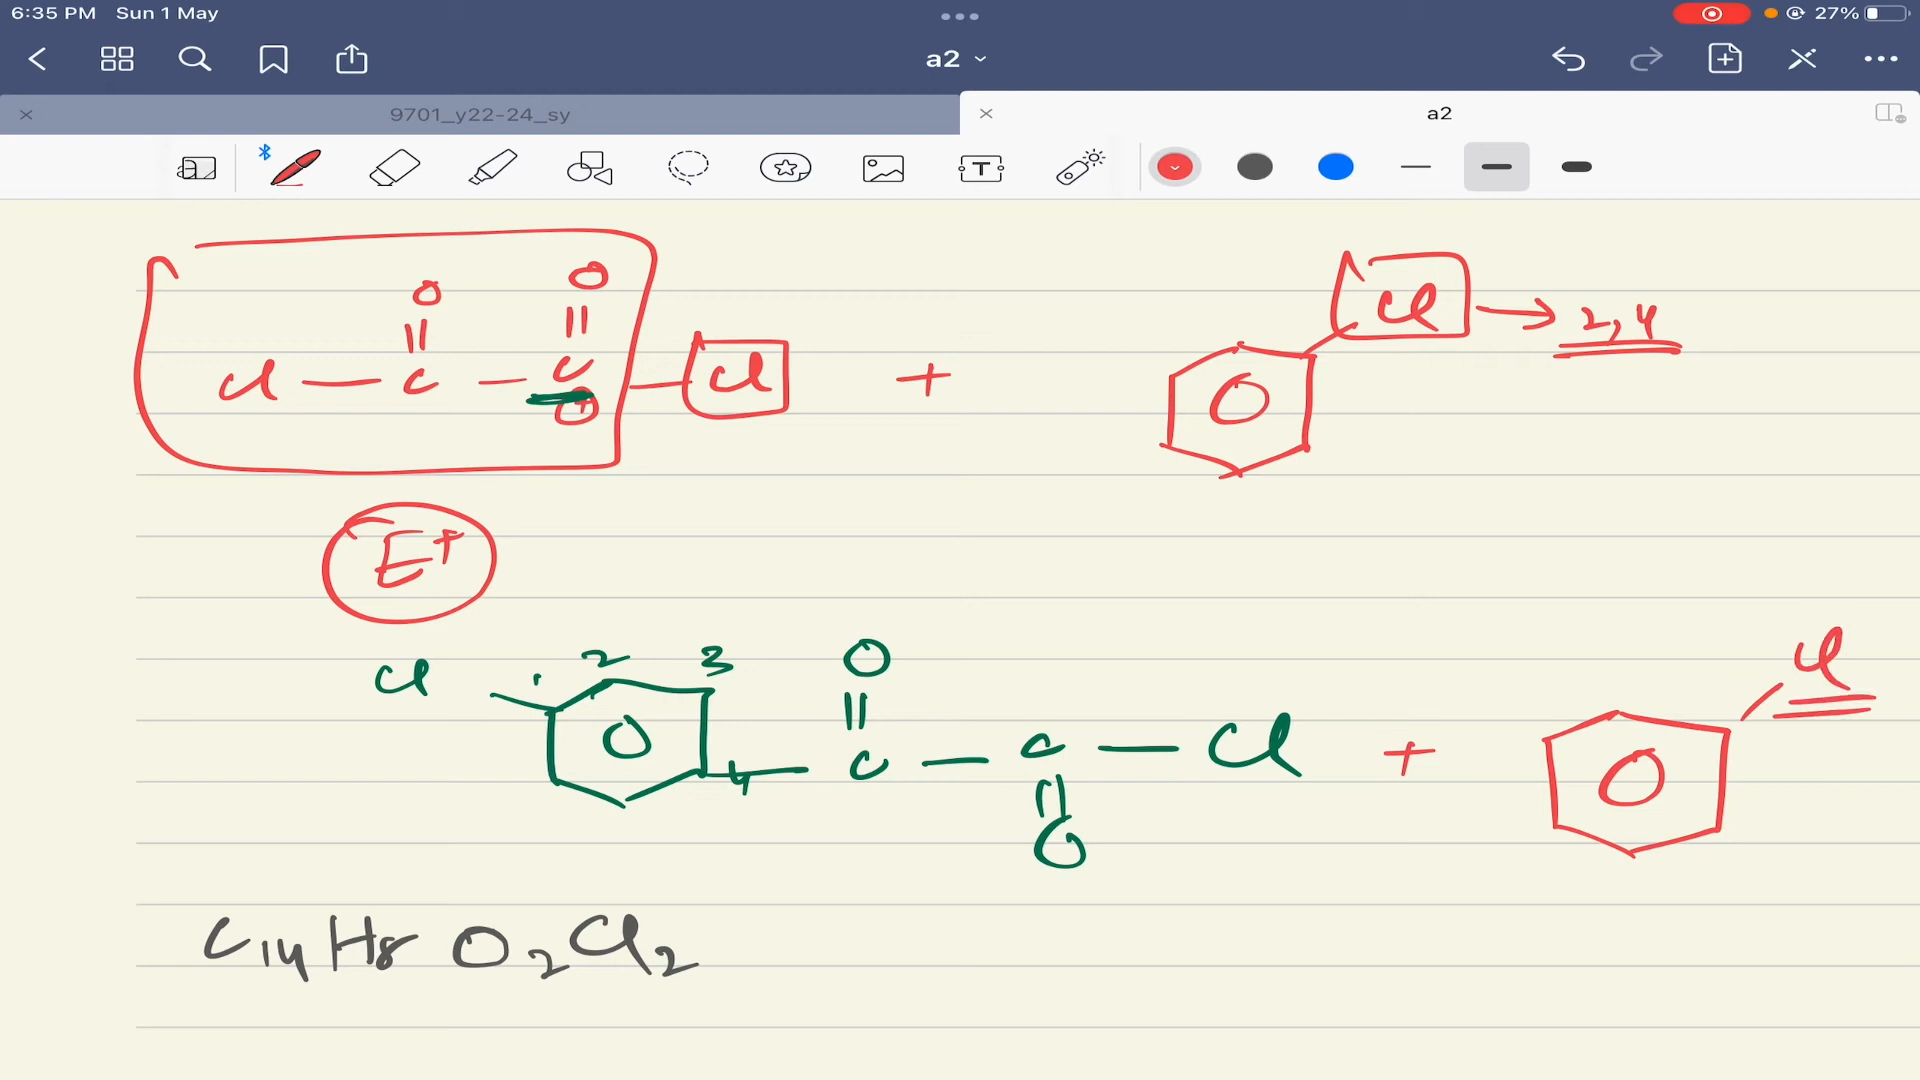 6:35 PM Sun 1 May
27%
a2
9701_y22-24_sy
a2
T
O O
Cl — C — C — Cl + Cl → 2, 4
+
E+
Cl 1 2 3 O
4 C — C — Cl + Cl
O
C14H8O2Cl2